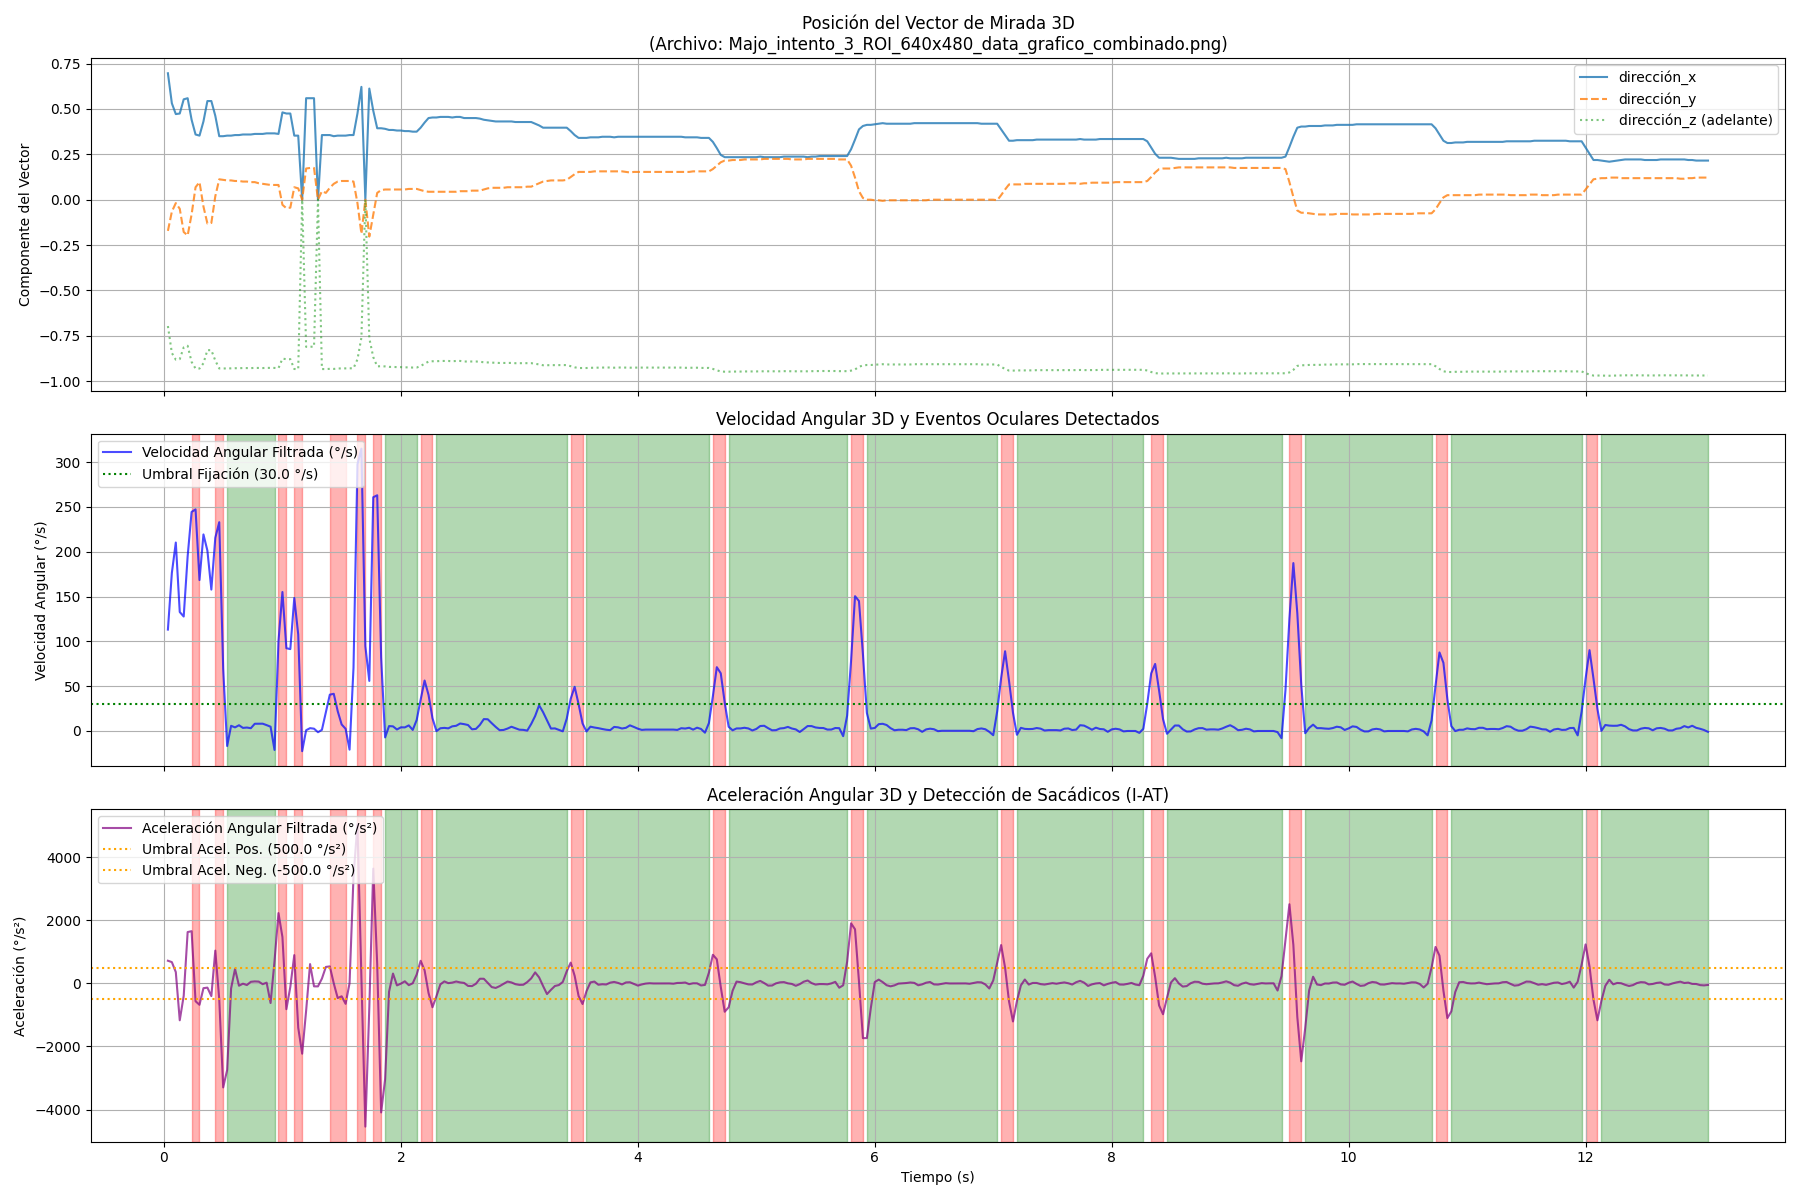 Posición del Vector de Mirada 3D
(Archivo: Majo_intento_3_ROI_640x480_data_grafico_combinado.png)
Componente del Vector
0.75
0.50
0.25
0.00
−0.25
−0.50
−0.75
−1.00
dirección_x
dirección_y
dirección_z (adelante)
Velocidad Angular 3D y Eventos Oculares Detectados
Velocidad Angular (°/s)
300
250
200
150
100
50
0
Velocidad Angular Filtrada (°/s)
Umbral Fijación (30.0 °/s)
Aceleración Angular 3D y Detección de Sacádicos (I-AT)
Aceleración (°/s²)
4000
2000
0
−2000
−4000
Aceleración Angular Filtrada (°/s²)
Umbral Acel. Pos. (500.0 °/s²)
Umbral Acel. Neg. (-500.0 °/s²)
0 2 4 6 8 10 12
Tiempo (s)